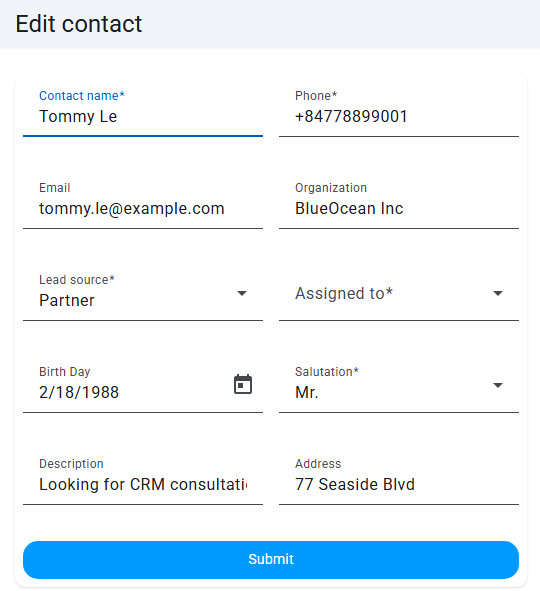 Edit contact
Contact name*
Tommy Le
Phone*
+84778899001
Email
tommy.le@example.com
Organization
BlueOcean Inc
Lead source*
Partner
Assigned to*
Birth Day
2/18/1988
Salutation*
Mr.
Description
Looking for CRM
Address
77 Seaside Blvd
Submit